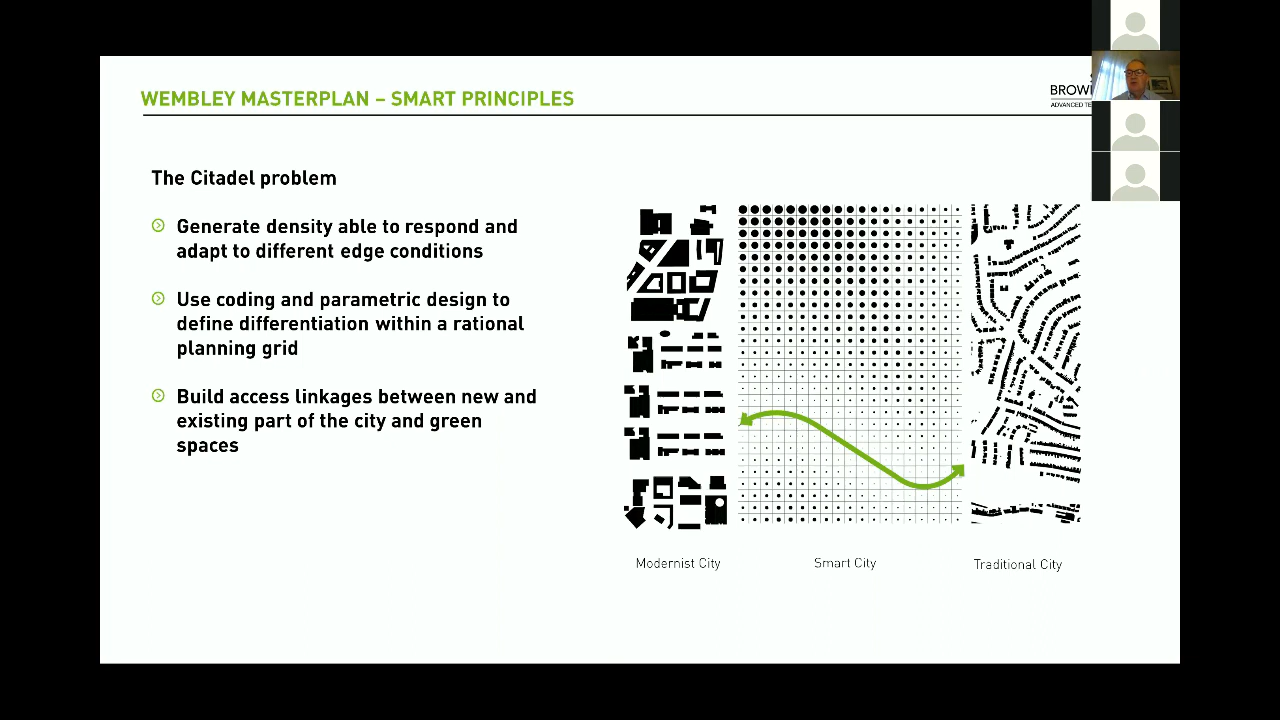 WEMBLEY MASTERPLAN – SMART PRINCIPLES
The Citadel problem
Generate density able to respond and
adapt to different edge conditions
Use coding and parametric design to
define differentiation within a rational
planning grid
Build access linkages between new and
existing part of the city and green
spaces
Modernist City
Smart City
Traditional City